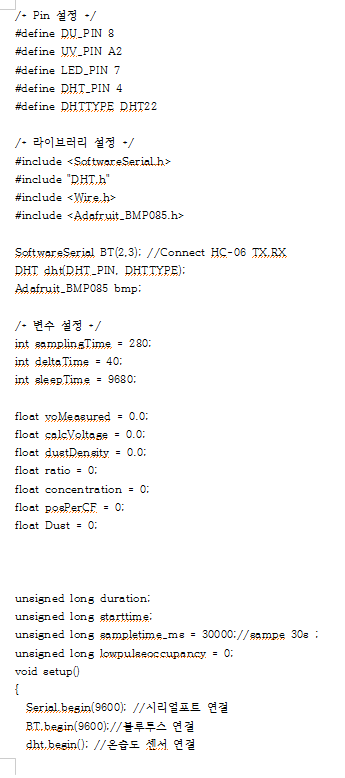 /* Pin 설정 */
#define DU_PIN 8
#define UV_PIN A2
#define LED_PIN 7
#define DHT_PIN 4
#define DHTTYPE DHT22
/* 라이브러리 설정 */
#include <SoftwareSerial.h>
#include "DHT.h"
#include <Wire.h>
#include <Adafruit_BMP085.h>
SoftwareSerial BT(2,3); //Connect HC-06 TX,RX
DHT dht(DHT_PIN, DHTTYPE);
Adafruit_BMP085 bmp;
/* 변수 설정 */
int samplingTime = 280;
int deltaTime = 40;
int sleepTime = 9680;
float voMeasured = 0.0;
float calcVoltage = 0.0;
float dustDensity = 0.0;
float ratio = 0;
float concentration = 0;
float posPerCF = 0;
float Dust = 0;
unsigned long duration;
unsigned long starttime;
unsigned long sampletime_ms = 30000;//sampe 30s ;
unsigned long lowpulseoccupancy = 0;
void setup()
{
Serial.begin(9600); //시리얼포트 연결
BT.begin(9600);//블루투스 연결
dht.begin(); //온습도 센서 연결